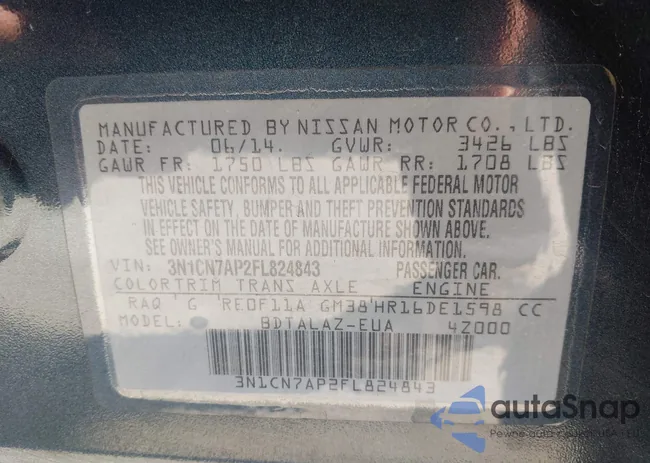 MANUFACTURED BY NISSAN MOTOR CO., LTD.
DATE: 06/14. GVWR: 3426 LBS
GAWR FR: 1750 LBS GAWR RR: 1708 LBS
THIS VEHICLE CONFORMS TO ALL APPLICABLE FEDERAL MOTOR
VEHICLE SAFETY, BUMPER AND THEFT PREVENTION STANDARDS
IN EFFECT ON THE DATE OF MANUFACTURE SHOWN ABOVE.
SEE OWNER'S MANUAL FOR ADDITIONAL INFORMATION.
VIN: 3N1CN7AP2FL824843 PASSENGER CAR.
COLOR TRIM TRANS AXLE ENGINE
RAQ G RE0F11A GM38 HR16DE1598 CC
MODEL: BDTALAZ-EUA 4Z000
3N1CN7AP2FL824843
autaSnap